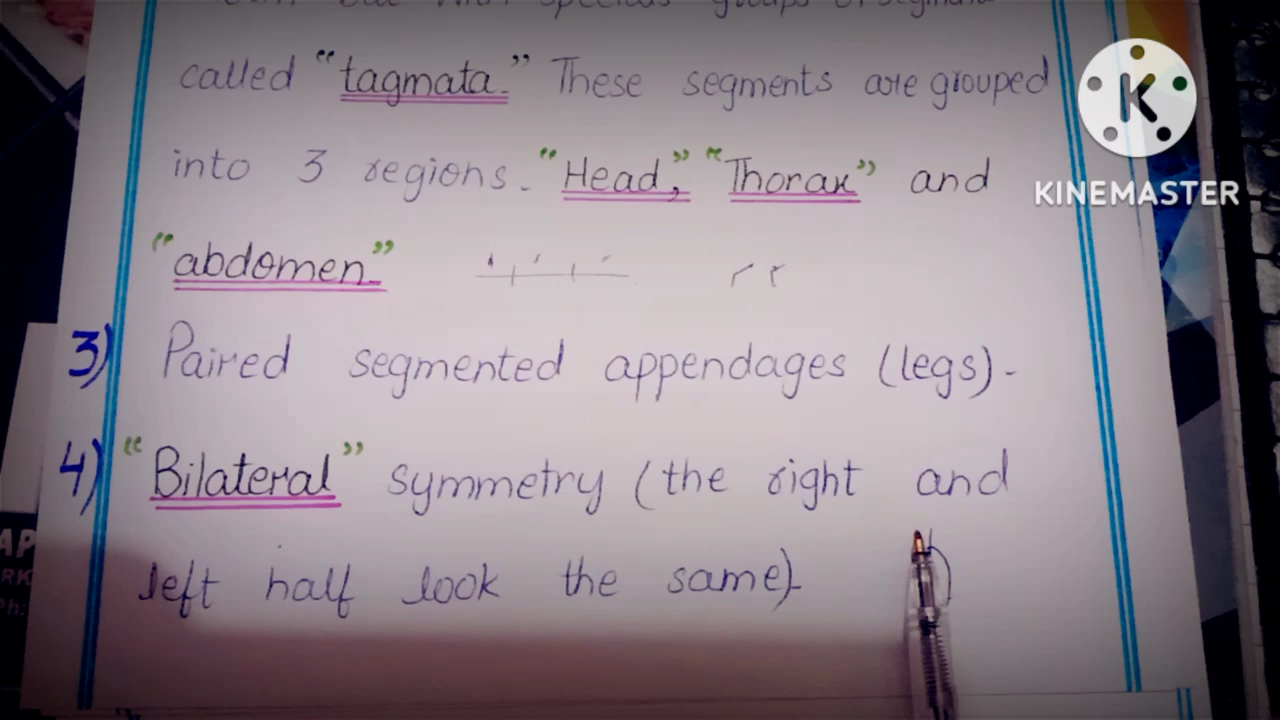 called "tagmata." These segments are grouped
into 3 regions. "Head," "Thorax" and
"abdomen."
3) Paired segmented appendages (legs).
4) "Bilateral" symmetry (the right and
left half look the same).
K
KINEMASTER